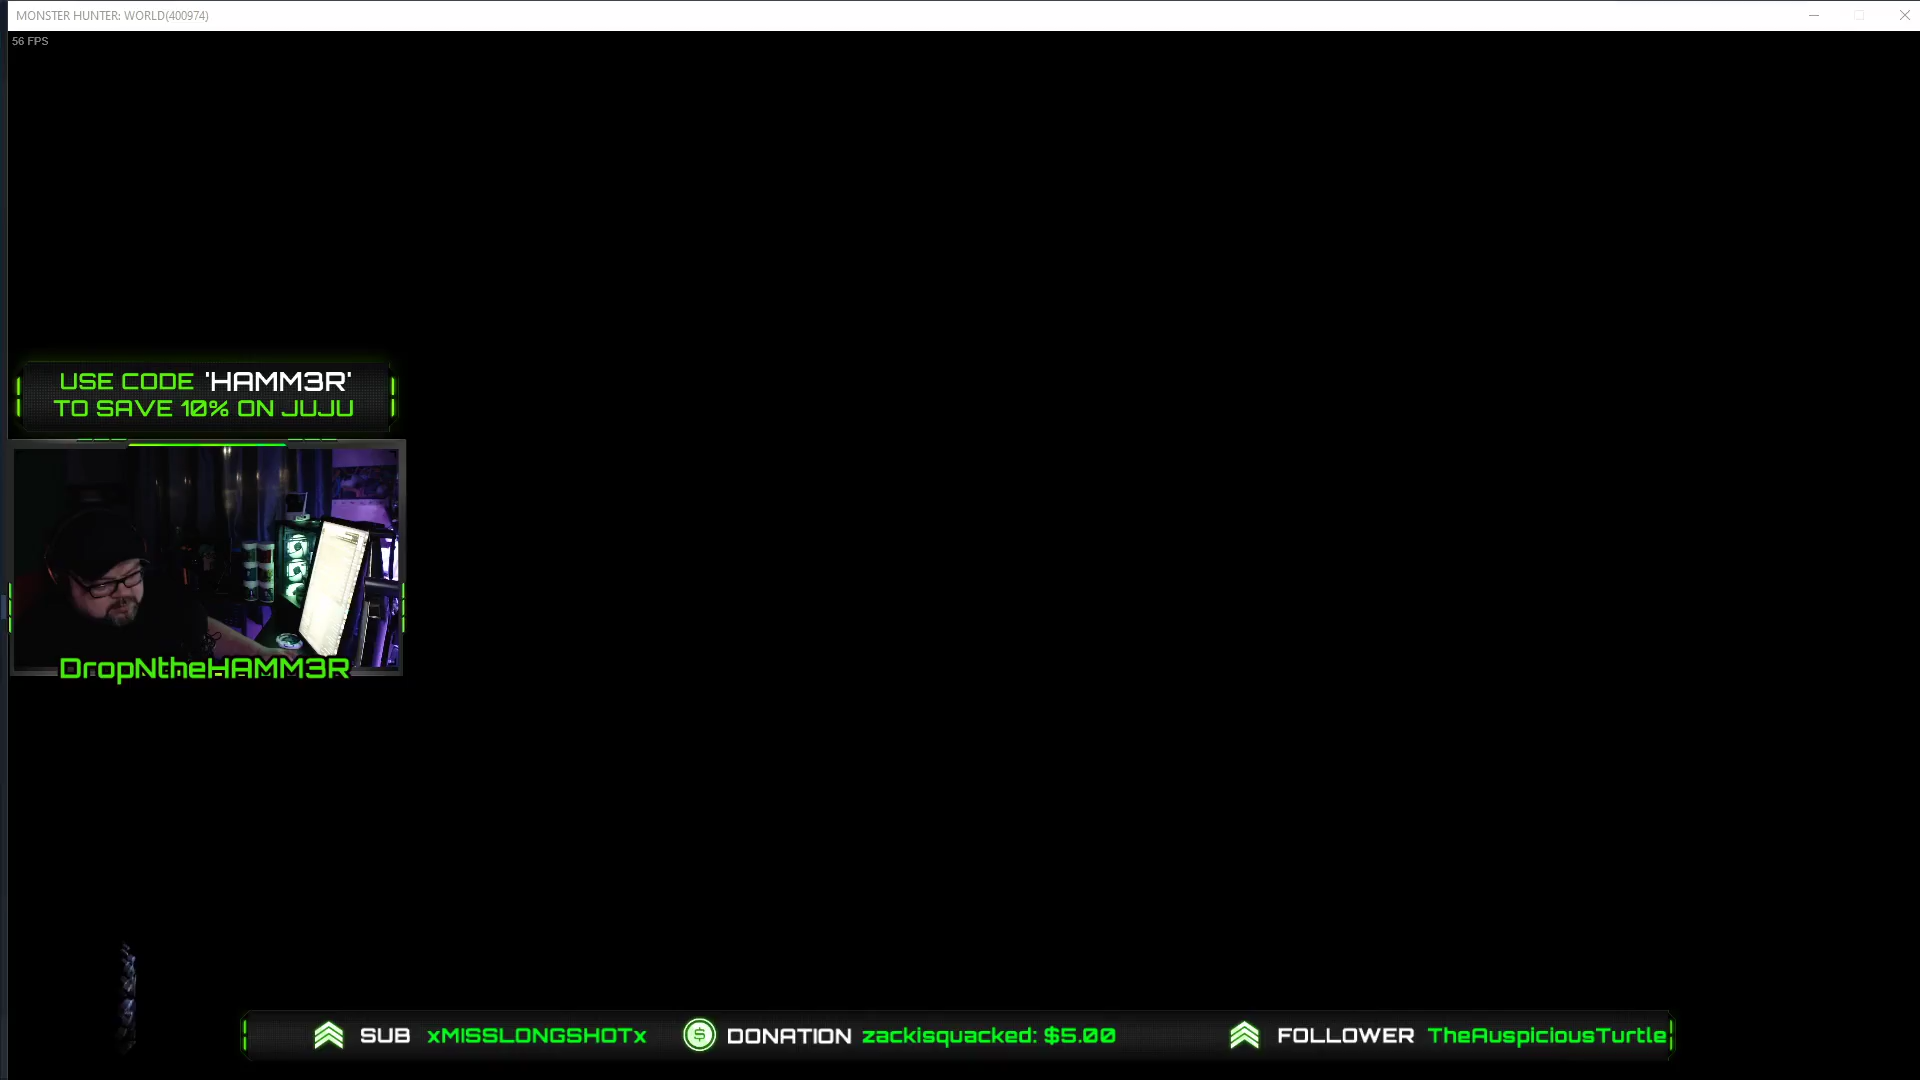 MONSTER HUNTER: WORLD(400974)
56 FPS
USE CODE 'HAMM3R'
TO SAVE 10% ON JUJU
DropNtheHAMM3R
SUB xMISSLONGSHOTx DONATION zackisquacked: $5.00 FOLLOWER TheAuspiciousTurtle